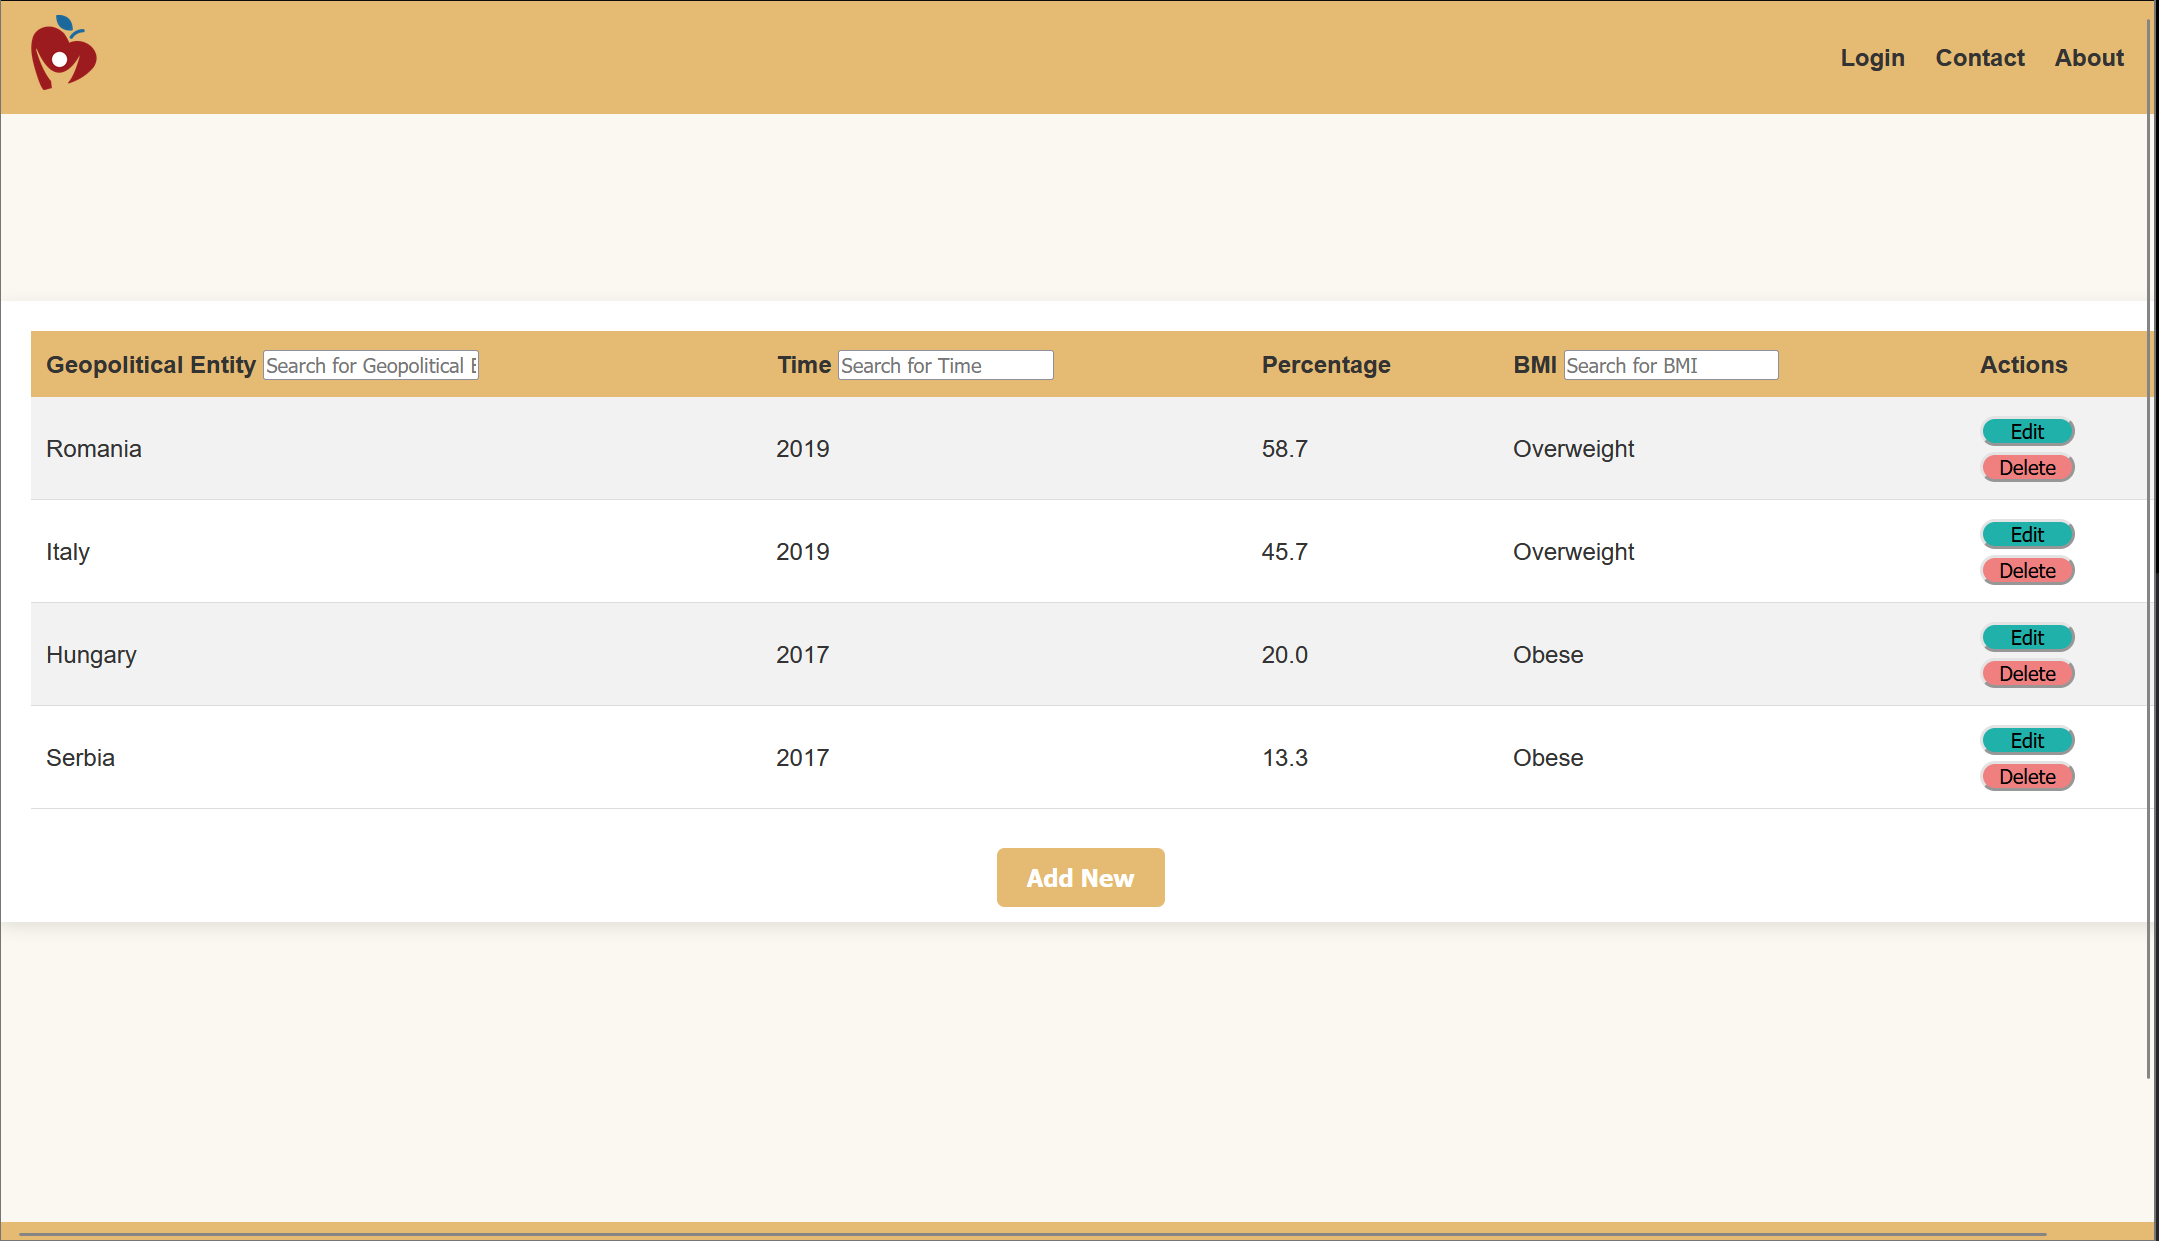 Login Contact About
Geopolitical Entity Search for Geopolitical Time Search for Time Percentage BMI Search for BMI Actions
Romania 2019 58.7 Overweight Edit Delete
Italy 2019 45.7 Overweight Edit Delete
Hungary 2017 20.0 Obese Edit Delete
Serbia 2017 13.3 Obese Edit Delete
Add New